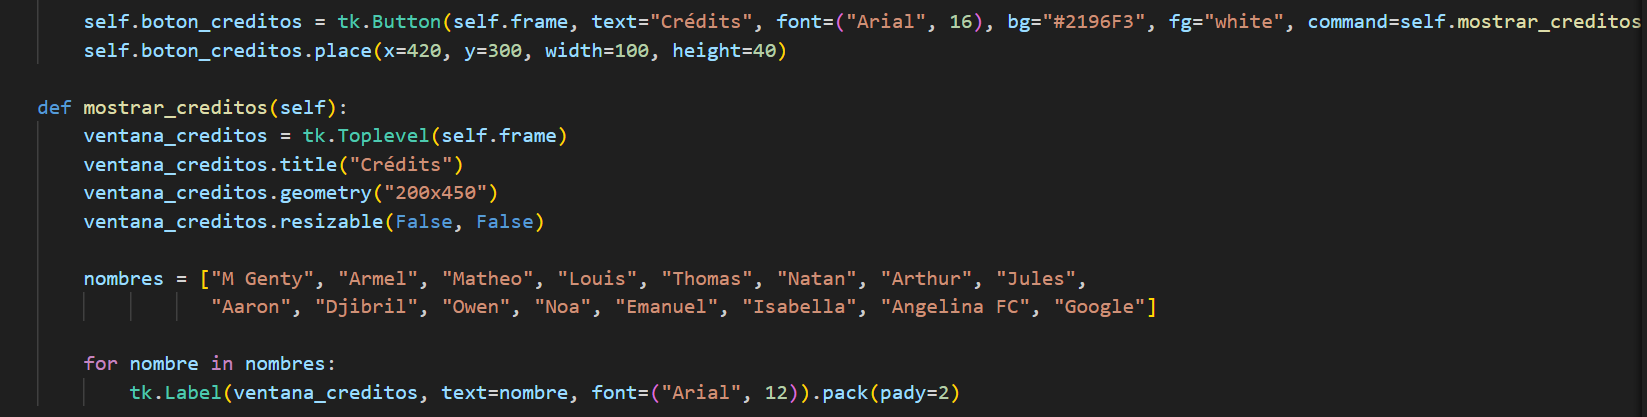 self.boton_creditos = tk.Button(self.frame, text="Crédits", font=("Arial", 16), bg="#2196F3", fg="white", command=self.mostrar_creditos
self.boton_creditos.place(x=420, y=300, width=100, height=40)
def mostrar_creditos(self):
ventana_creditos = tk.Toplevel(self.frame)
ventana_creditos.title("Crédits")
ventana_creditos.geometry("200x450")
ventana_creditos.resizable(False, False)
nombres = ["M Genty", "Armel", "Matheo", "Louis", "Thomas", "Natan", "Arthur", "Jules",
"Aaron", "Djibril", "Owen", "Noa", "Emanuel", "Isabella", "Angelina FC", "Google"]
for nombre in nombres:
tk.Label(ventana_creditos, text=nombre, font=("Arial", 12)).pack(pady=2)